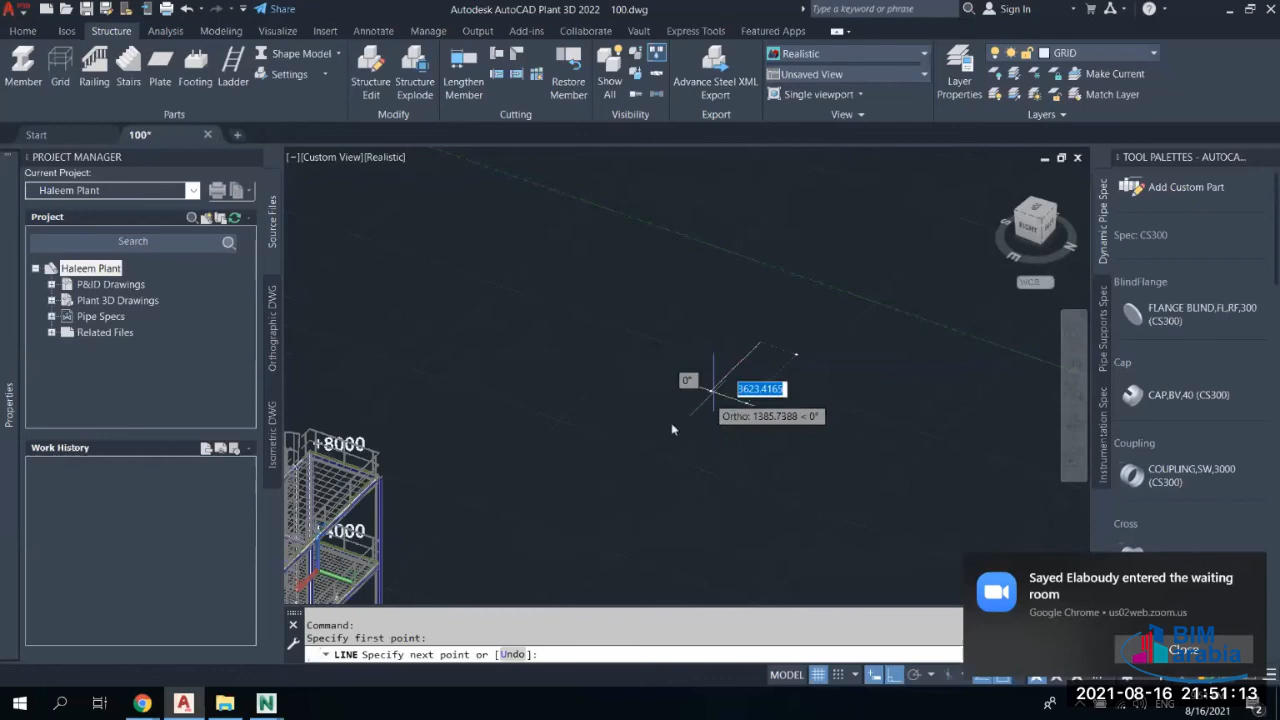 Share
Autodesk AutoCAD Plant 3D 2022 100.dwg
Type a keyword or phrase
Sign In
Home
Isos
Structure
Analysis
Modeling
Visualize
Insert
Annotate
Manage
Output
Add-ins
Collaborate
Vault
Express Tools
Featured Apps
Member
Grid
Railing
Stairs
Plate
Footing
Ladder
Shape Model
Settings
Parts
Structure Edit
Structure Explode
Modify
Lengthen Member
Restore Member
Cutting
Show All
Visibility
Advance Steel XML Export
Export
Realistic
Unsaved View
Single viewport
View
Layer Properties
GRID
Make Current
Match Layer
Layers
Start
100*
PROJECT MANAGER
Current Project:
Haleem Plant
Project
Search
Haleem Plant
P&ID Drawings
Plant 3D Drawings
Pipe Specs
Related Files
Work History
Properties
Source Files
Orthographic DWG
Isometric DWG
[−][Custom View][Realistic]
RIGHT
N
WCS
0°
3623.4165
Ortho: 1385.7388 < 0°
+8000
+4000
Command:
Specify first point:
LINE Specify next point or [Undo]:
MODEL
TOOL PALETTES - AUTOCA...
Dynamic Pipe Spec
Pipe Supports Spec
Instrumentation Spec
Add Custom Part
Spec: CS300
BlindFlange
FLANGE BLIND,FL,RF,300
(CS300)
Cap
CAP,BV,40 (CS300)
Coupling
COUPLING,SW,3000
(CS300)
Cross
Sayed Elaboudy entered the waiting
room
Google Chrome • us02web.zoom.us
Close
BIM
arabia
2021-08-16 21:51:13
ENG
8/16/2021
2